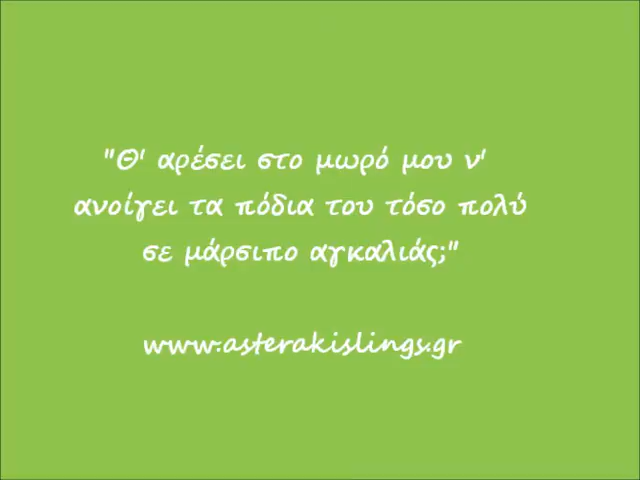 "Θ' αρέσει στο μωρό μου ν'
ανοίγει τα πόδια του τόσο πολύ
σε μάρσιπο αγκαλιάς;"
www.asterakislings.gr